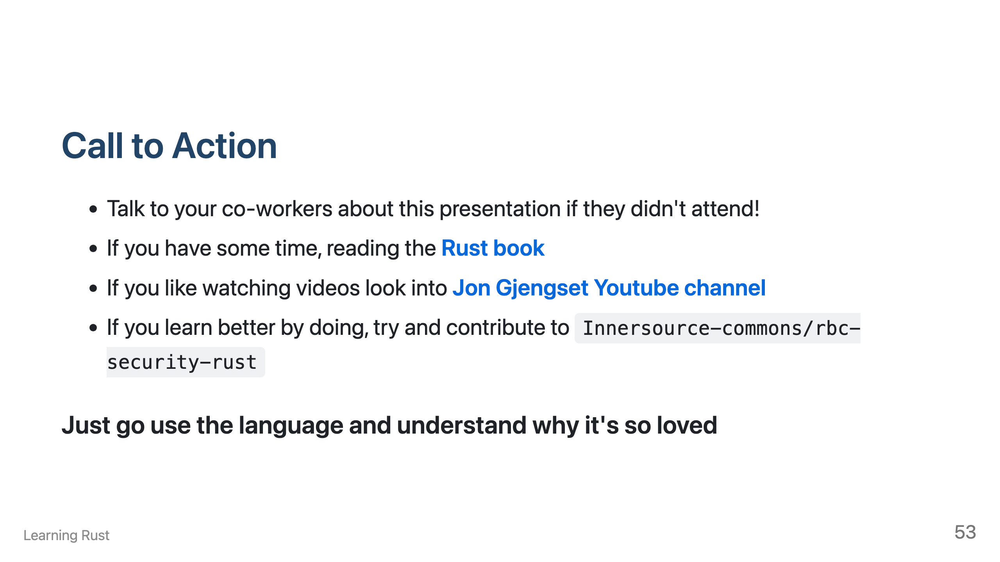 Call to Action
• Talk to your co-workers about this presentation if they didn't attend!
• If you have some time, reading the Rust book
• If you like watching videos look into Jon Gjengset Youtube channel
• If you learn better by doing, try and contribute to Innersource-commons/rbc-
security-rust
Just go use the language and understand why it's so loved
Learning Rust
53